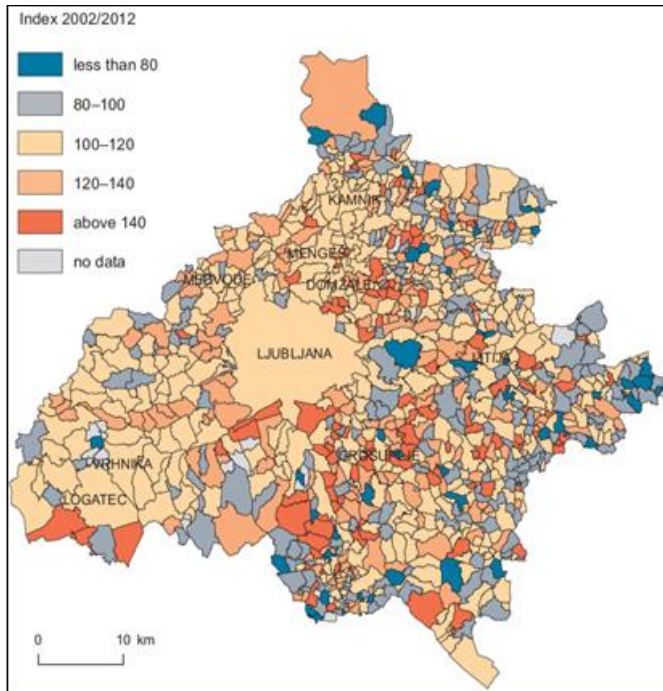 Index 2002/2012
less than 80
80–100
100–120
120–140
above 140
no data
KAMNIK
MENGEŠ
MEDVODE
DOMŽALE
LJUBLJANA
LITIJA
GROSUPLJE
VRHNIKA
LOGATEC
0 10 km